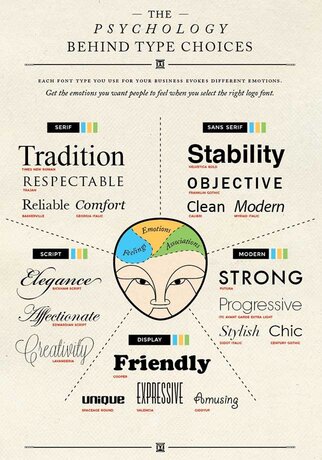 THE
PSYCHOLOGY
BEHIND TYPE CHOICES
EACH FONT TYPE YOU USE FOR YOUR BUSINESS EVOKES DIFFERENT EMOTIONS.
Get the emotions you want people to feel when you select the right logo font.
SERIF
Tradition
TIMES NEW ROMAN
RESPECTABLE
TRAJAN
Reliable Comfort
BASKERVILLE GEORGIA ITALIC
SANS SERIF
Stability
HELVETICA BOLD
OBJECTIVE
FRANKLIN GOTHIC
Clean Modern
CALIBRI MYRIAD ITALIC
Feeling
Emotions
Associations
SCRIPT
Elegance
BICKHAM SCRIPT
Affectionate
EDWARDIAN SCRIPT
Creativity
LAVANDERIA
MODERN
STRONG
FUTURA
Progressive
ITC AVANT GARDE EXTRA LIGHT
Stylish Chic
DIDOT ITALIC CENTURY GOTHIC
DISPLAY
Friendly
COOPER
unique EXPRESSIVE Amusing
SPACEAGE ROUND VALENCIA GIDDYUP